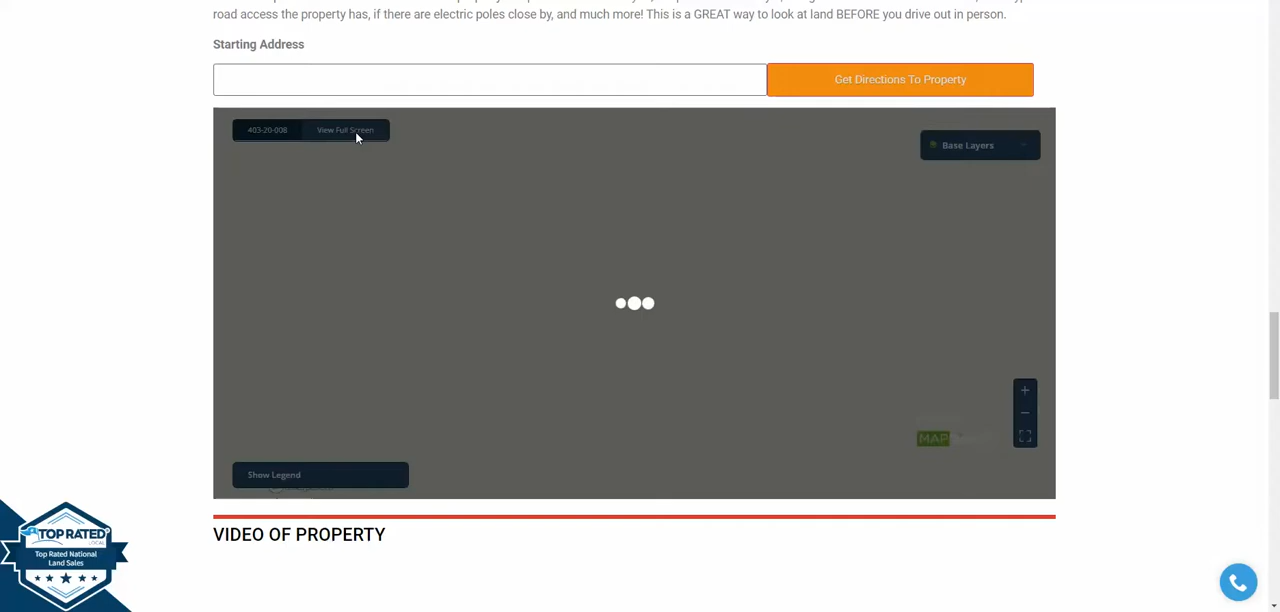 road access the property has, if there are electric poles close by, and much more! This is a GREAT way to look at land BEFORE you drive out in person.
Starting Address
Get Directions To Property
403-20-008
View Full Screen
Base Layers
+
−
MAP
Show Legend
VIDEO OF PROPERTY
TOP RATED
LOCAL
Top Rated National
Land Sales